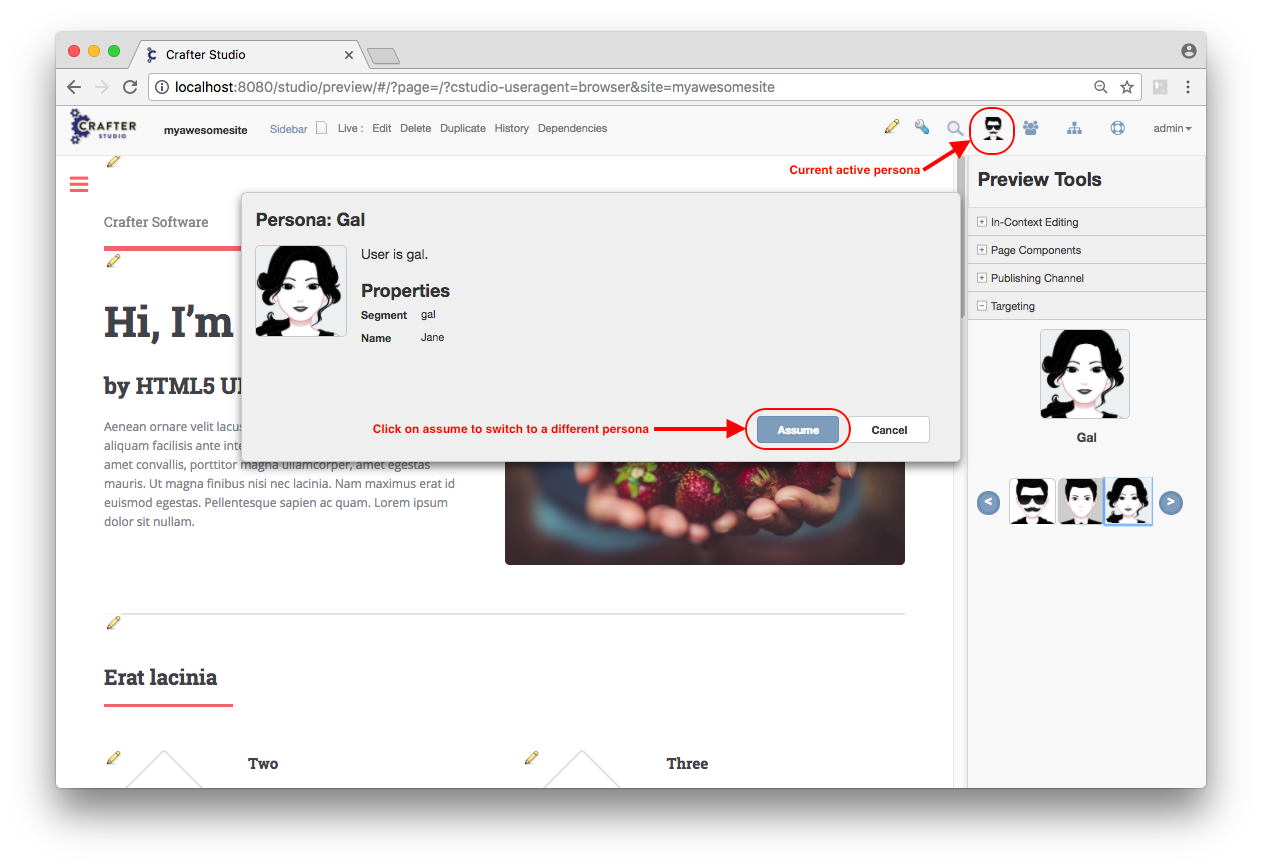 Crafter Studio
localhost:8080/studio/preview/#/?page=/?cstudio-useragent=browser&site=myawesomesite
CRAFTER
STUDIO
myawesomesite Sidebar Live : Edit Delete Duplicate History Dependencies admin
Current active persona
Preview Tools
In-Context Editing
Page Components
Publishing Channel
Targeting
Gal
< >
Crafter Software
Persona: Gal
User is gal.
Properties
Segment gal
Name Jane
Click on assume to switch to a different persona
Assume Cancel
Hi, I’m
by HTML5 U
Aenean ornare velit lacu
aliquam facilisis ante inte
amet convallis, porttitor magna ullamcorper, amet egestas
mauris. Ut magna finibus nisi nec lacinia. Nam maximus erat id
euismod egestas. Pellentesque sapien ac quam. Lorem ipsum
dolor sit nullam.
Erat lacinia
Two
Three